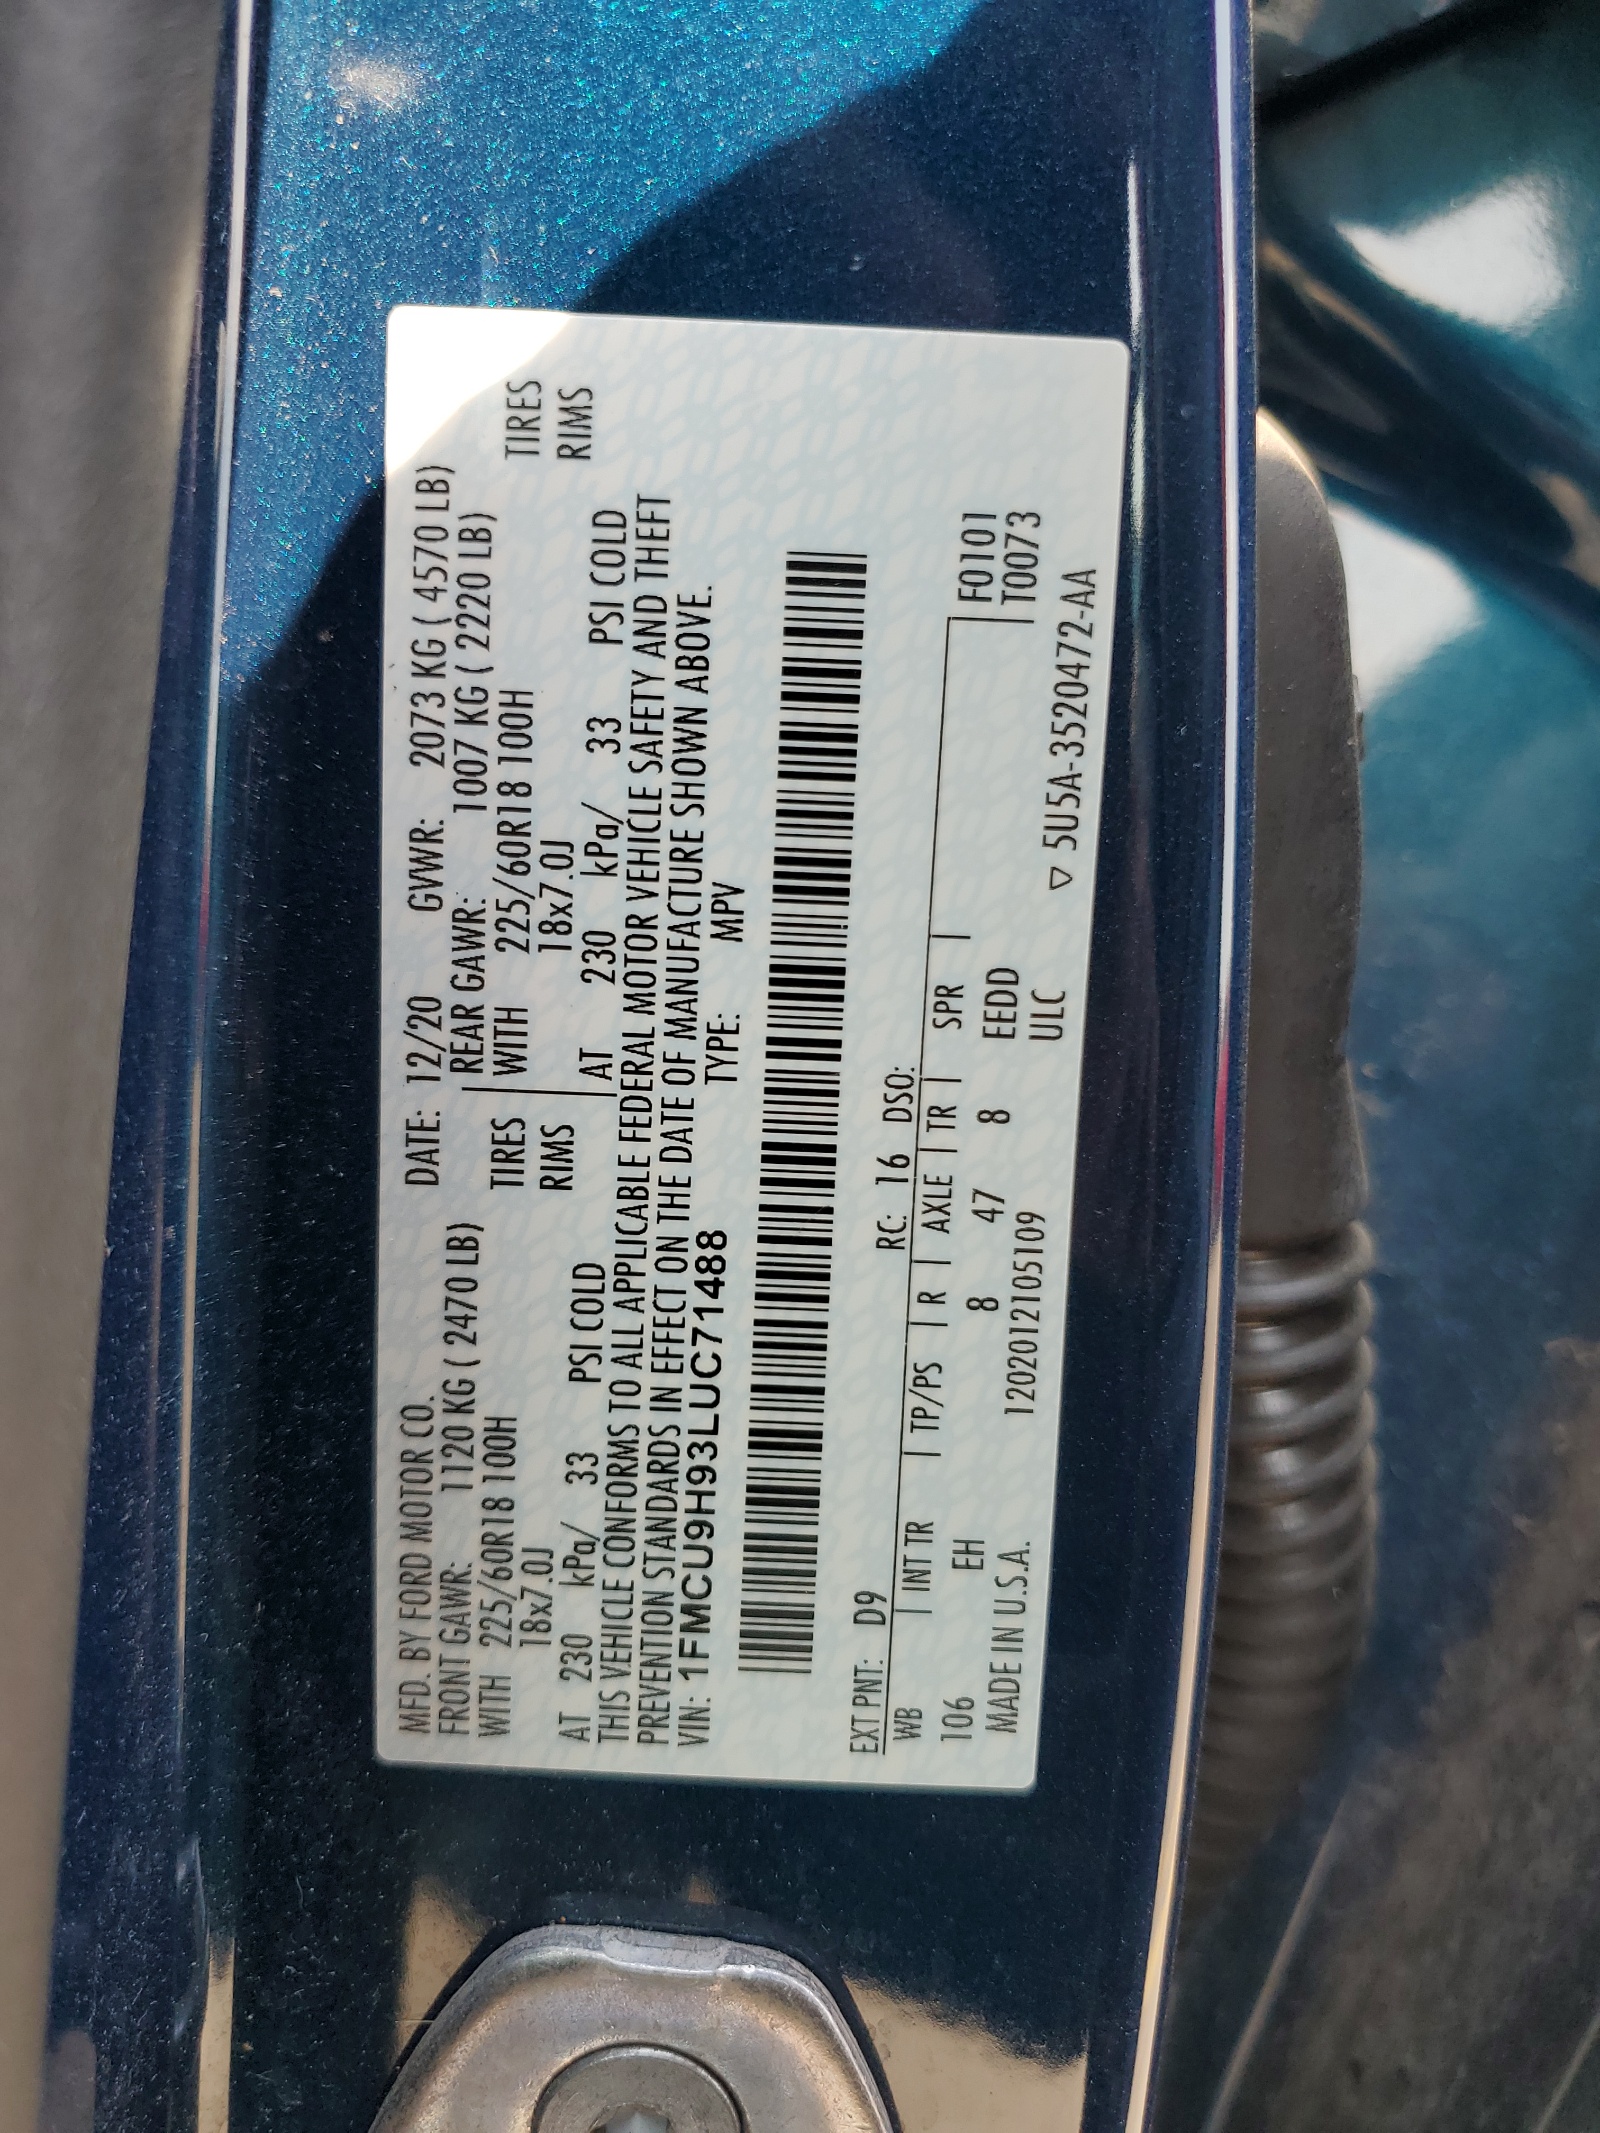 MFD. BY FORD MOTOR CO. DATE: 12/20 GVWR: 2073 KG ( 4570 LB)
FRONT GAWR: 1120 KG ( 2470 LB) REAR GAWR: 1007 KG ( 2220 LB)
WITH 225/60R18 100H TIRES WITH 225/60R18 100H TIRES
18x7.0J RIMS 18x7.0J RIMS
AT 230 kPa/ 33 PSI COLD AT 230 kPa/ 33 PSI COLD
THIS VEHICLE CONFORMS TO ALL APPLICABLE FEDERAL MOTOR VEHICLE SAFETY AND THEFT
PREVENTION STANDARDS IN EFFECT ON THE DATE OF MANUFACTURE SHOWN ABOVE.
VIN: 1FMCU9H93LUC71488 TYPE: MPV
EXT PNT: D9 RC: 16 DSO:
WB | INT TR | TP/PS | R | AXLE | TR | SPR | F0101
106 EH 8 47 8 EEDD T0073
MADE IN U.S.A. 12020121051​09 ULC
▽ 5U5A-3520472-AA